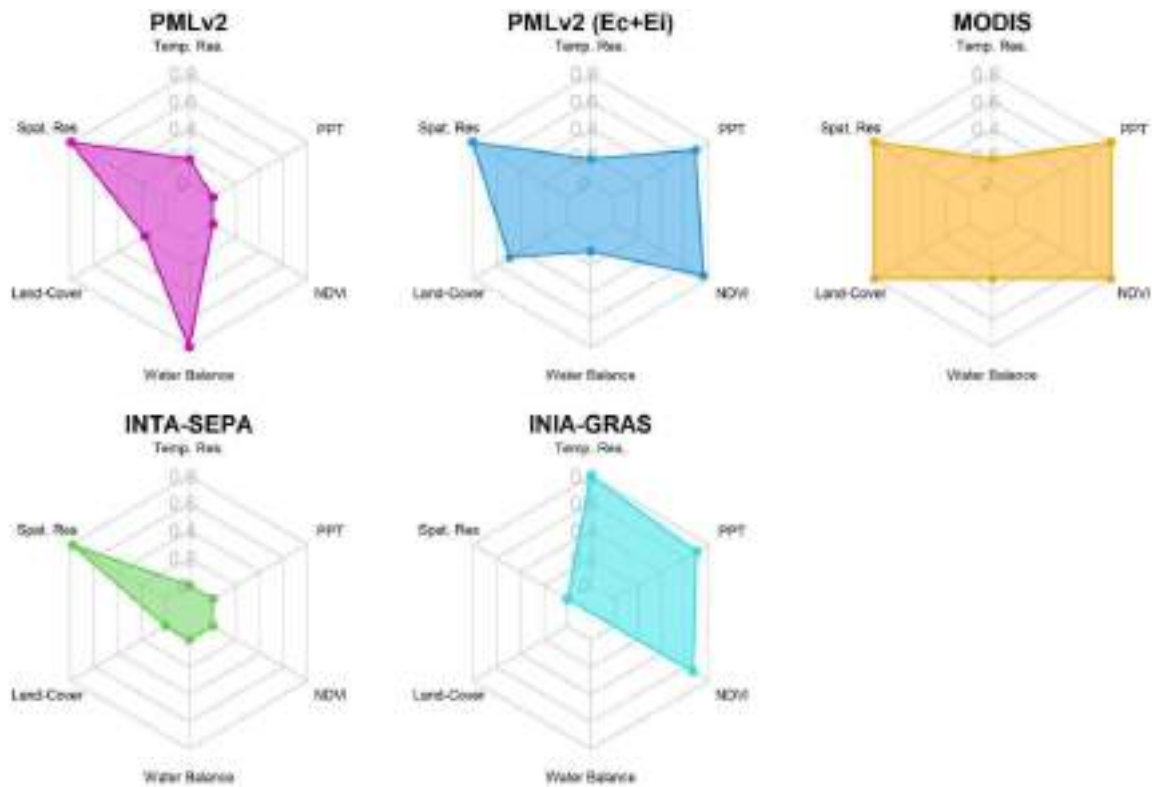 PMLv2
Temp. Res.
0.8
0.6
0.4
0
Spat. Res
PPT
Land-Cover
NDVI
Water Balance
PMLv2 (Ec+Ei)
Temp. Res.
0.8
0.6
0.4
0
Spat. Res
PPT
Land-Cover
NDVI
Water Balance
MODIS
Temp. Res.
0.8
0.6
0.4
Spat. Res
PPT
Land-Cover
NDVI
Water Balance
INTA-SEPA
Temp. Res.
0.8
0.6
0.4
0.2
Spat. Res
PPT
Land-Cover
NDVI
Water Balance
INIA-GRAS
Temp. Res.
Spat. Res
PPT
Land-Cover
NDVI
Water Balance